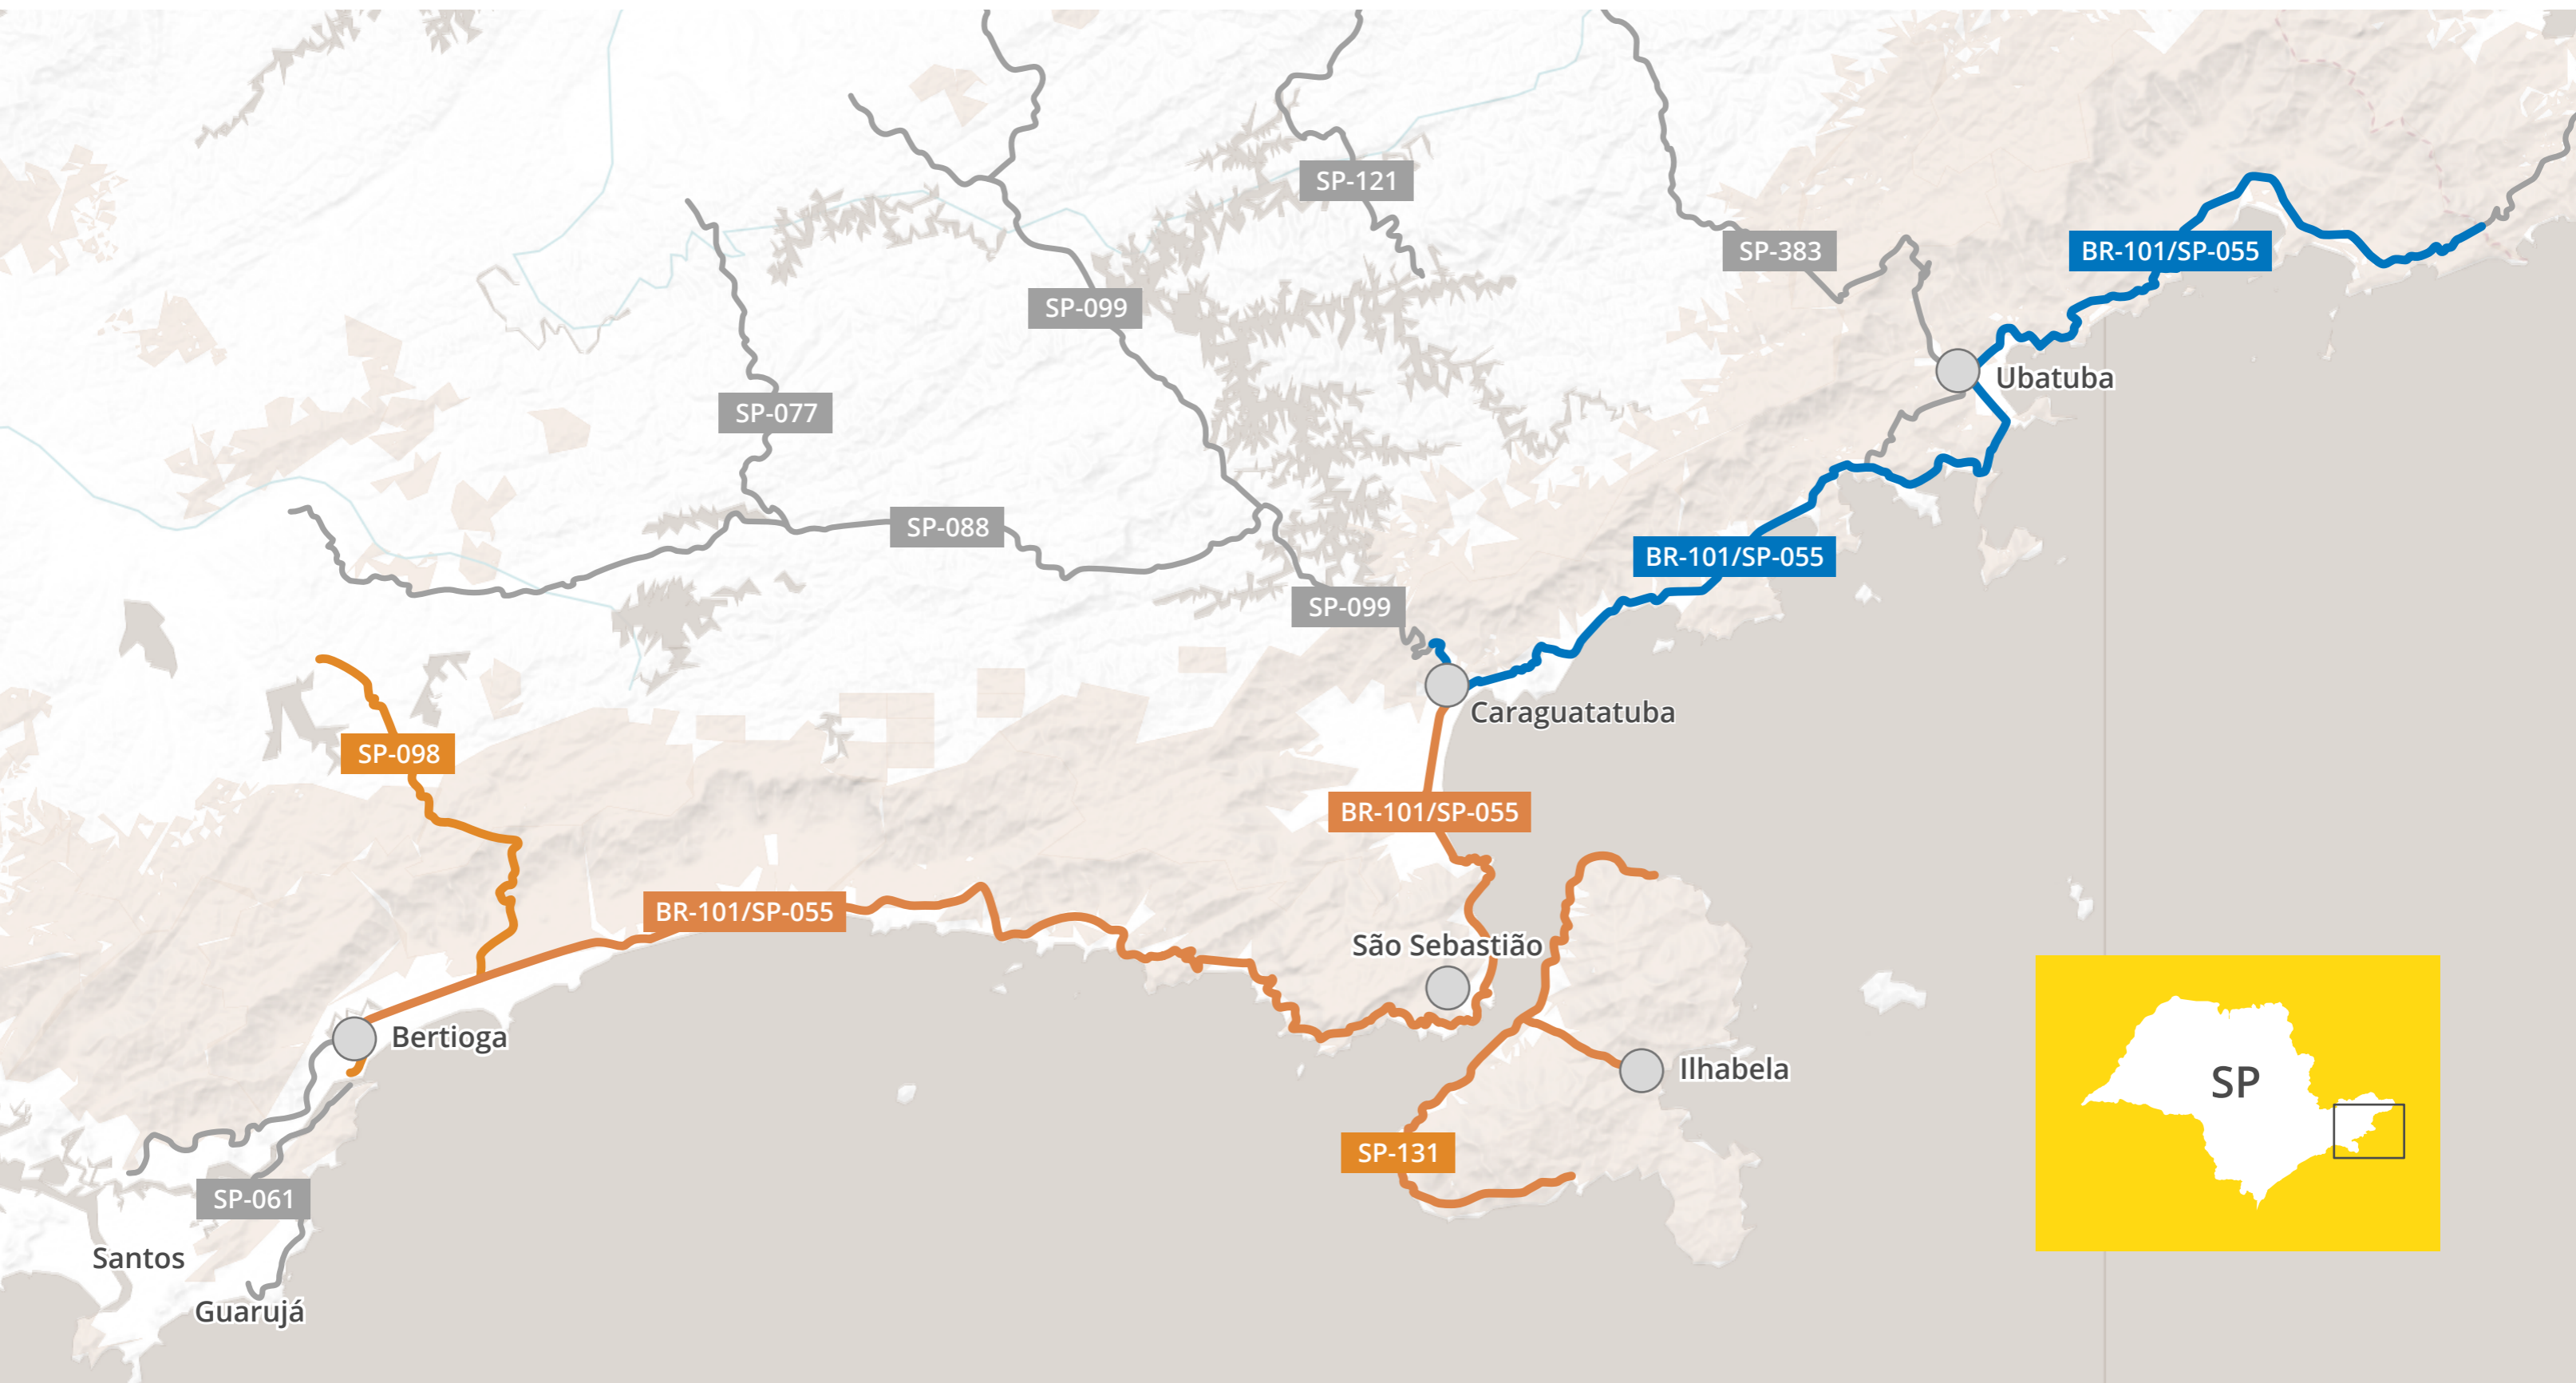 SP-121
SP-383
BR-101/SP-055
SP-099
Ubatuba
SP-077
SP-088
BR-101/SP-055
SP-099
Caraguatatuba
SP-098
BR-101/SP-055
BR-101/SP-055
São Sebastião
Bertioga
Ilhabela
SP
SP-131
SP-061
Santos
Guarujá